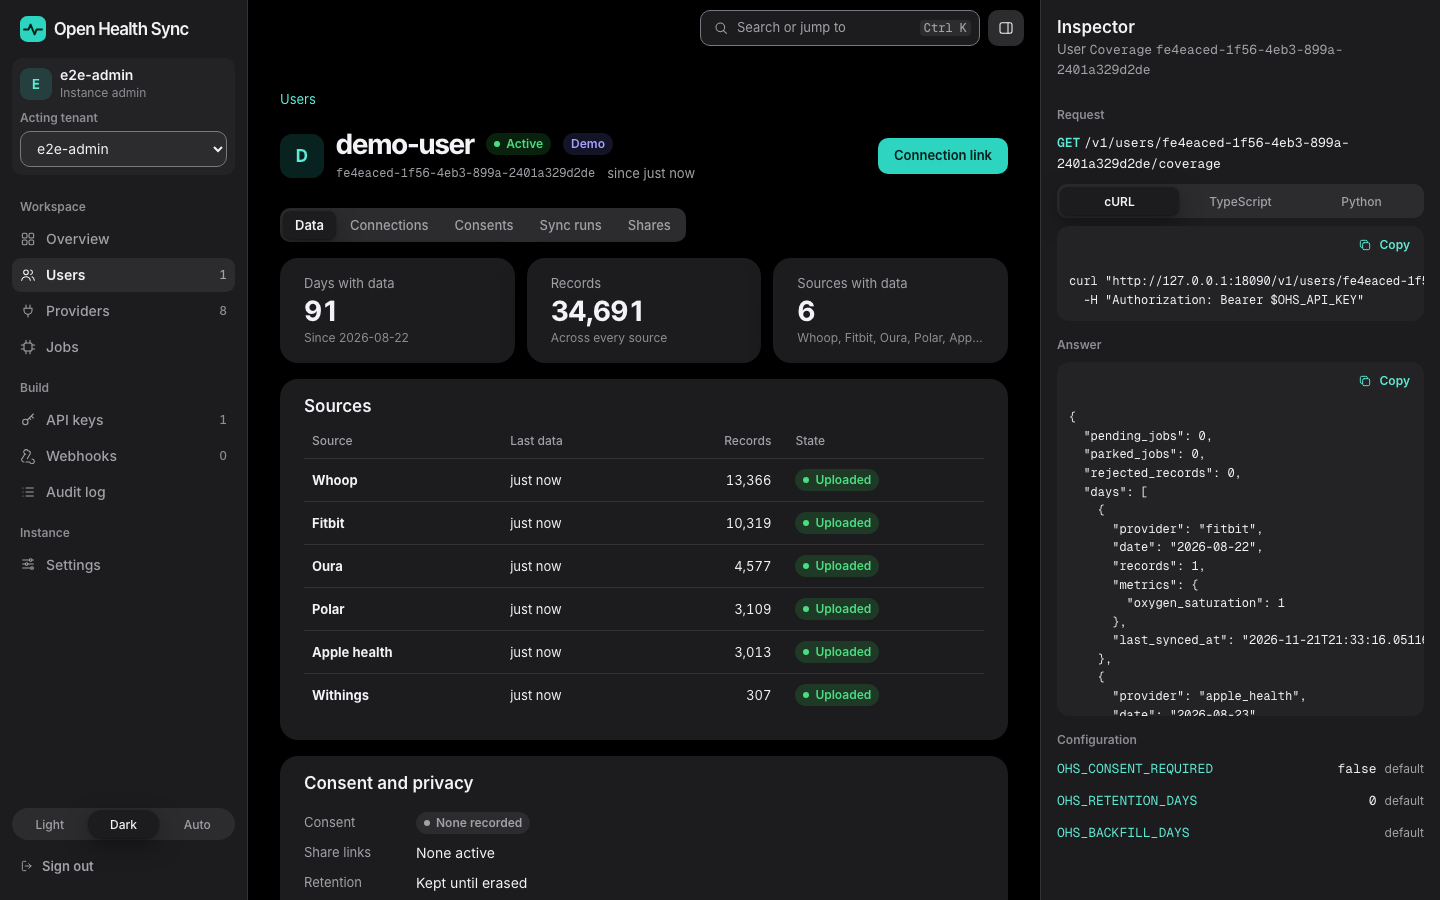 Open Health Sync
E
e2e-admin
Instance admin
Acting tenant
e2e-admin
Workspace
Overview
Users 1
Providers 8
Jobs
Build
API keys 1
Webhooks 0
Audit log
Instance
Settings
Light Dark Auto
Sign out
Search or jump to Ctrl K
Users
D
demo-user Active Demo
fe4eaced-1f56-4eb3-899a-2401a329d2de since just now
Connection link
Data Connections Consents Sync runs Shares
Days with data
91
Since 2026-08-22
Records
34,691
Across every source
Sources with data
6
Whoop, Fitbit, Oura, Polar, App...
Sources
Source Last data Records State
Whoop just now 13,366 Uploaded
Fitbit just now 10,319 Uploaded
Oura just now 4,577 Uploaded
Polar just now 3,109 Uploaded
Apple health just now 3,013 Uploaded
Withings just now 307 Uploaded
Consent and privacy
Consent None recorded
Share links None active
Retention Kept until erased
Inspector
User Coverage fe4eaced-1f56-4eb3-899a-
2401a329d2de
Request
GET /v1/users/fe4eaced-1f56-4eb3-899a-
2401a329d2de/coverage
cURL TypeScript Python
Copy
curl "http://127.0.0.1:18090/v1/users/fe4eaced-1f5
-H "Authorization: Bearer $OHS_API_KEY"
Answer
Copy
{
"pending_jobs": 0,
"parked_jobs": 0,
"rejected_records": 0,
"days": [
{
"provider": "fitbit",
"date": "2026-08-22",
"records": 1,
"metrics": {
"oxygen_saturation": 1
},
"last_synced_at": "2026-11-21T21:33:16.05116
},
{
"provider": "apple_health",
"date": "2026-08-23"
Configuration
OHS_CONSENT_REQUIRED false default
OHS_RETENTION_DAYS 0 default
OHS_BACKFILL_DAYS default